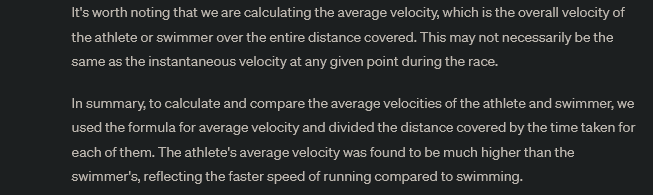 It's worth noting that we are calculating the average velocity, which is the overall velocity of
the athlete or swimmer over the entire distance covered. This may not necessarily be the
same as the instantaneous velocity at any given point during the race.
In summary, to calculate and compare the average velocities of the athlete and swimmer, we
used the formula for average velocity and divided the distance covered by the time taken for
each of them. The athlete's average velocity was found to be much higher than the
swimmer's, reflecting the faster speed of running compared to swimming.